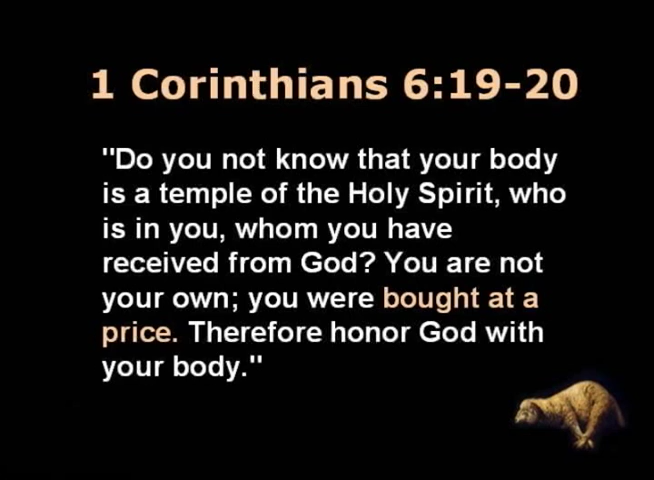 1 Corinthians 6:19-20
"Do you not know that your body
is a temple of the Holy Spirit, who
is in you, whom you have
received from God? You are not
your own; you were bought at a
price. Therefore honor God with
your body."